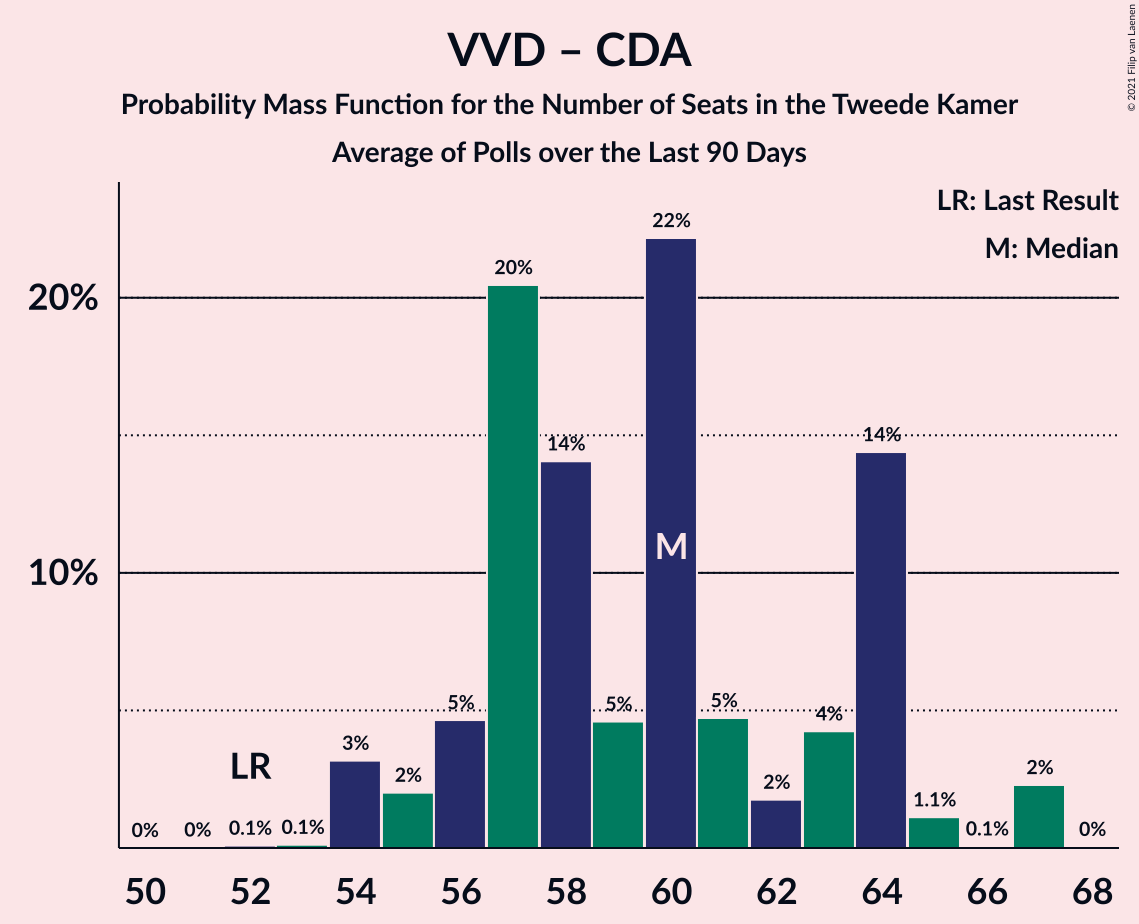 VVD – CDA
Probability Mass Function for the Number of Seats in the Tweede Kamer
Average of Polls over the Last 90 Days
© 2021 Filip van Laenen
LR: Last Result
M: Median
20%
10%
0%
0%
0.1%
0.1%
3%
2%
5%
20%
14%
5%
22%
5%
2%
4%
14%
1.1%
0.1%
2%
0%
LR
M
50 52 54 56 58 60 62 64 66 68